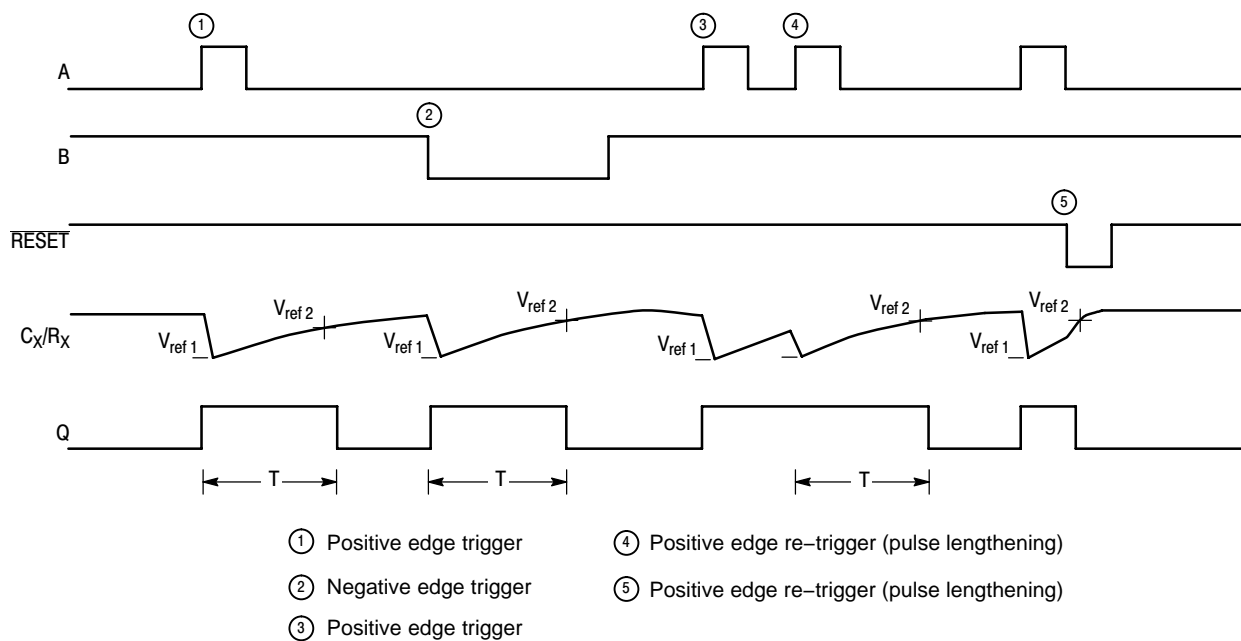 1
3
4
A
2
B
5
RESET
Vref 2
Vref 2
Vref 2
Vref 2
CX/RX
Vref 1
Vref 1
Vref 1
Vref 1
Q
T
T
T
1 Positive edge trigger
4 Positive edge re−trigger (pulse lengthening)
2 Negative edge trigger
5 Positive edge re−trigger (pulse lengthening)
3 Positive edge trigger